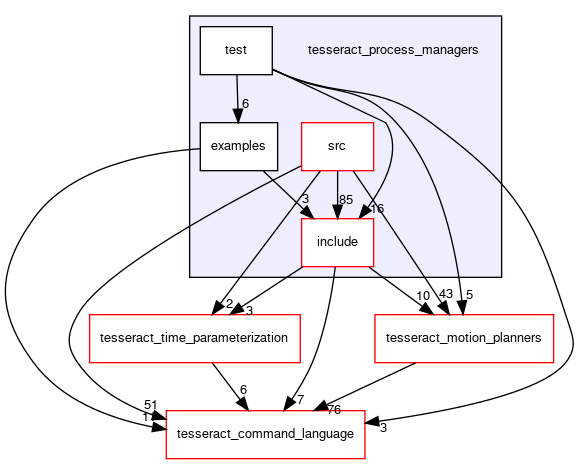 test
tesseract_process_managers
6
examples
src
3
85
16
include
2
3
10
43
5
tesseract_time_parameterization
tesseract_motion_planners
6
51
1
7
76
3
tesseract_command_language